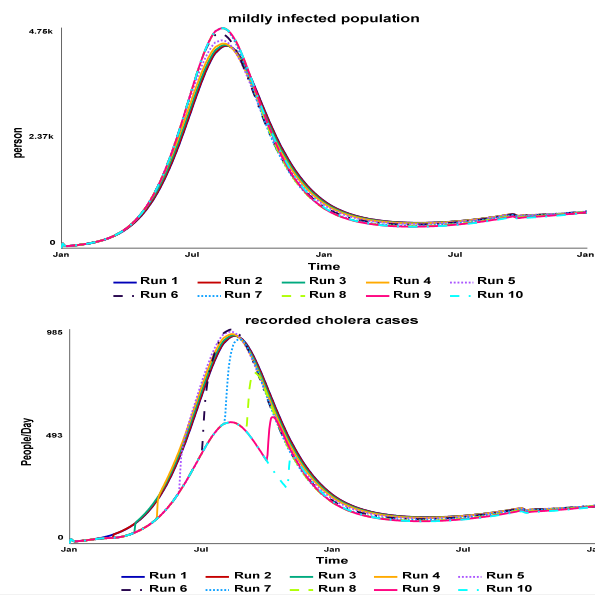 mildly infected population
4.75k
2.37k
0
person
Jan Jul Jan Jul Jan
Time
Run 1 Run 2 Run 3 Run 4 Run 5
Run 6 Run 7 Run 8 Run 9 Run 10
recorded cholera cases
985
493
0
People/Day
Jan Jul Jan Jul Jan
Time
Run 1 Run 2 Run 3 Run 4 Run 5
Run 6 Run 7 Run 8 Run 9 Run 10